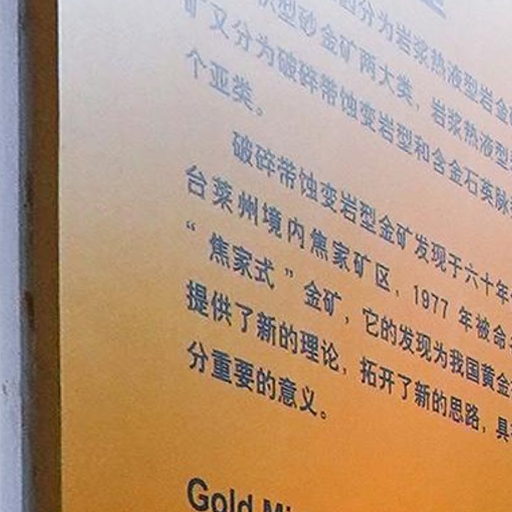 因分为岩浆热液型岩金
型砂金矿两大类，岩浆热液型
矿又分为破碎带蚀变岩型和含金石英脉
个亚类。
破碎带蚀变岩型金矿发现于六十年
台莱州境内焦家矿区，1977 年被命
“焦家式”金矿，它的发现为我国黄金
提供了新的理论，拓开了新的思路，具
分重要的意义。
Gold